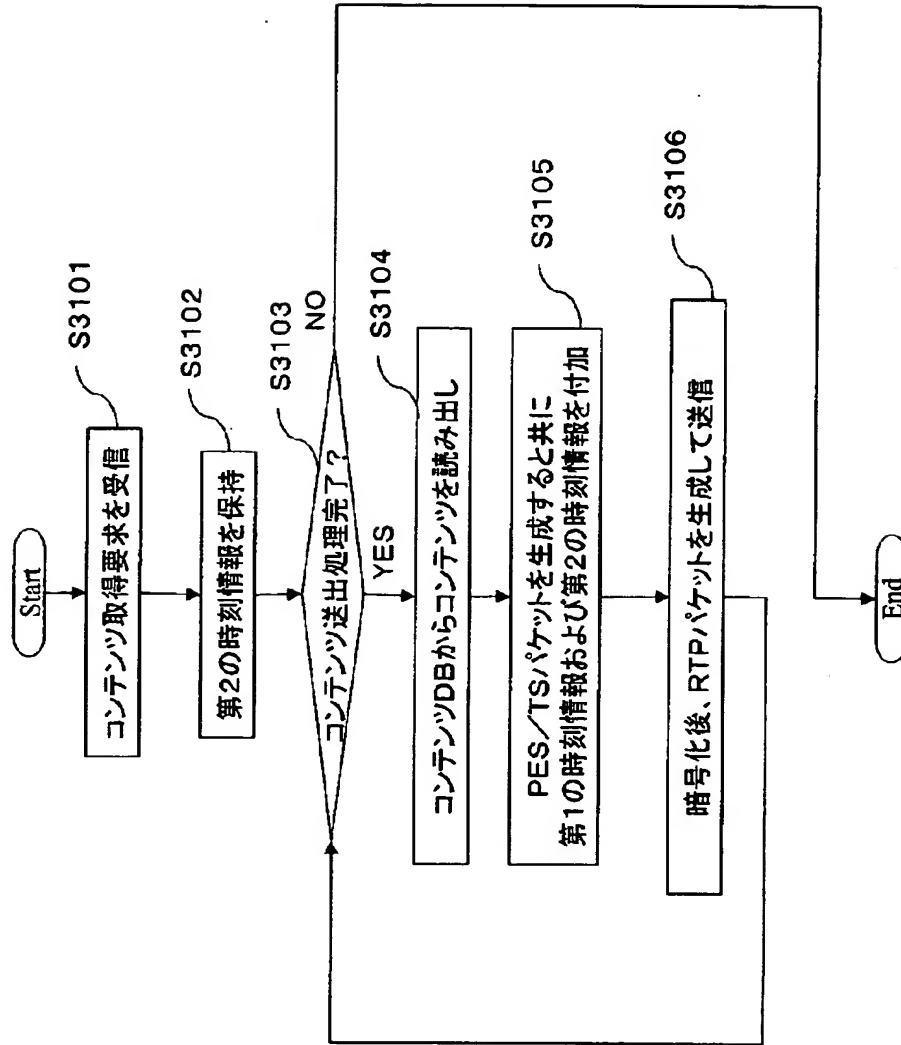 Start
S3101
コンテンツ取得要求を受信
S3102
第2の時刻情報を保持
S3103
コンテンツ送出処理完了？
NO
YES
S3104
コンテンツDBからコンテンツを読み出し
S3105
PES／TSパケットを生成すると共に
第1の時刻情報および第2の時刻情報を付加
S3106
暗号化後、RTPパケットを生成して送信
End